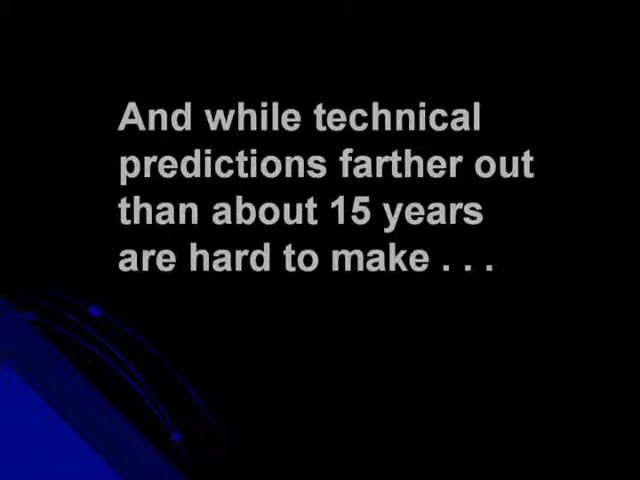 And while technical
predictions farther out
than about 15 years
are hard to make . . .